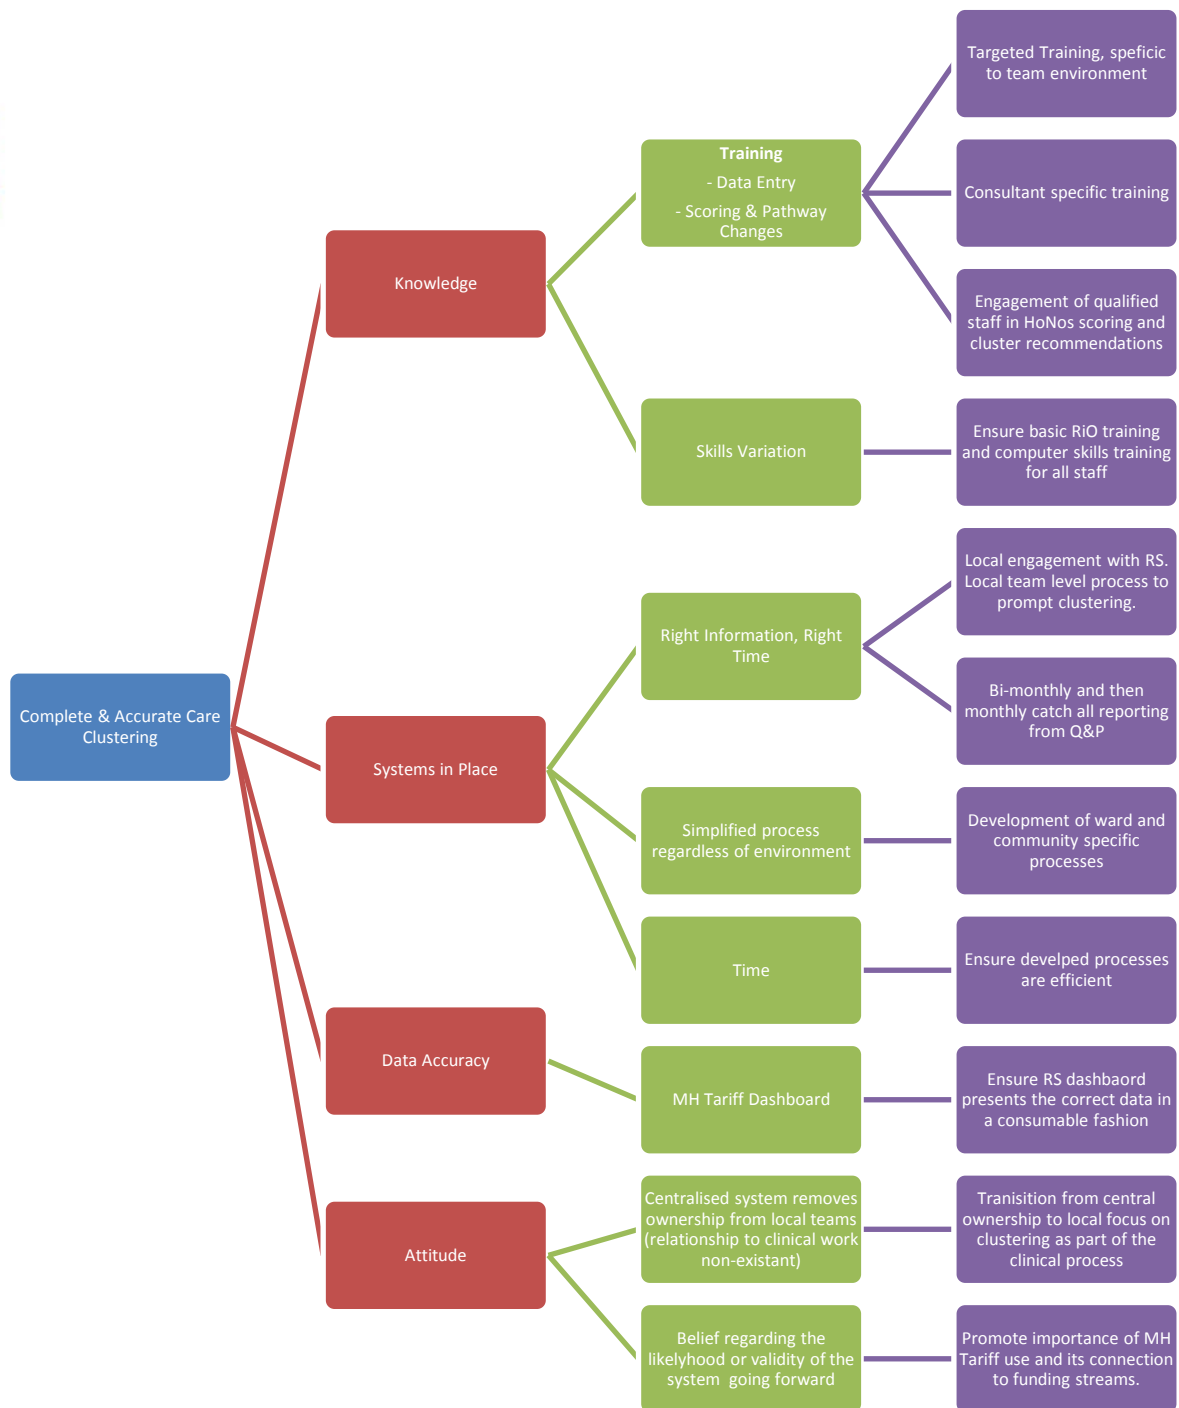 Complete & Accurate Care
Clustering
Knowledge
Systems in Place
Data Accuracy
Attitude
Training
- Data Entry
- Scoring & Pathway
Changes
Skills Variation
Right Information, Right
Time
Simplified process
regardless of environment
Time
MH Tariff Dashboard
Centralised system removes
ownership from local teams
(relationship to clinical work
non-existant)
Belief regarding the
likelyhood or validity of the
system going forward
Targeted Training, speficic
to team environment
Consultant specific training
Engagement of qualified
staff in HoNos scoring and
cluster recommendations
Ensure basic RiO training
and computer skills training
for all staff
Local engagement with RS.
Local team level process to
prompt clustering.
Bi-monthly and then
monthly catch all reporting
from Q&P
Development of ward and
community specific
processes
Ensure develped processes
are efficient
Ensure RS dashbaord
presents the correct data in
a consumable fashion
Tranisition from central
ownership to local focus on
clustering as part of the
clinical process
Promote importance of MH
Tariff use and its connection
to funding streams.